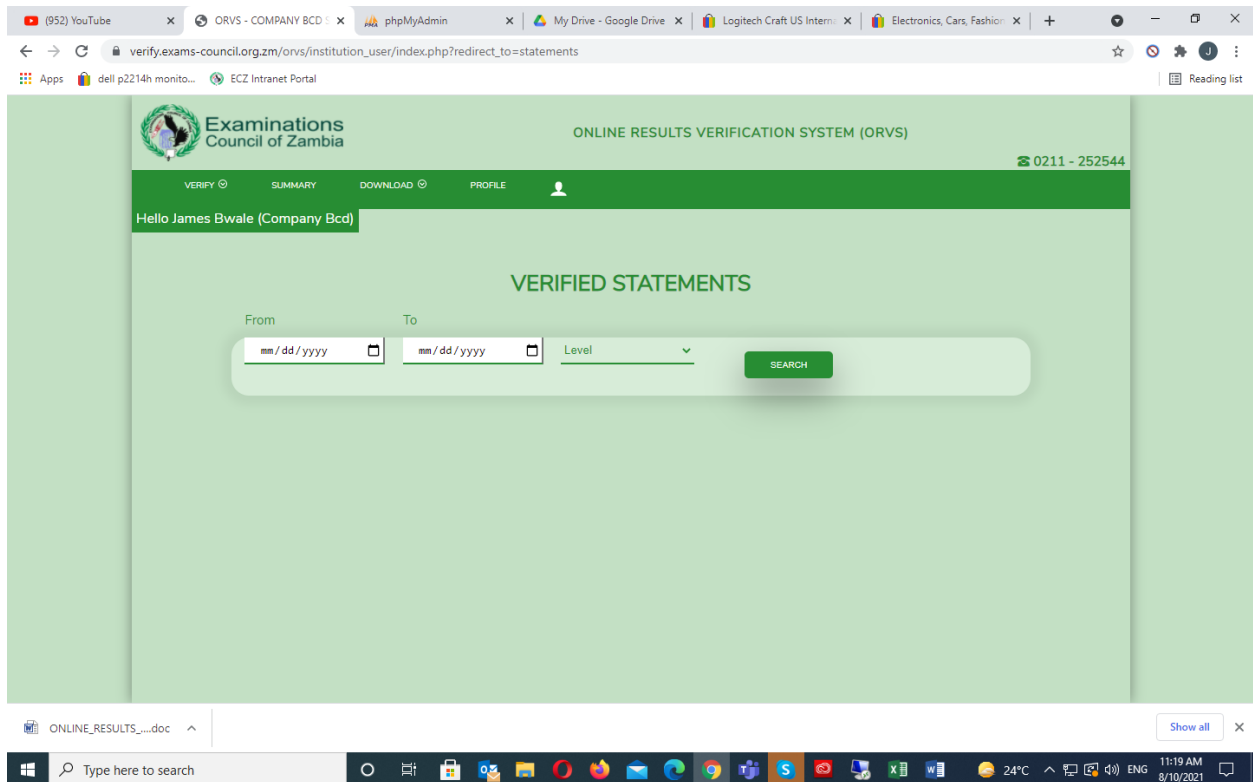 (952) YouTube
ORVS - COMPANY BCD S
phpMyAdmin
My Drive - Google Drive
Logitech Craft US Interna
Electronics, Cars, Fashion
verify.exams-council.org.zm/orvs/institution_user/index.php?redirect_to=statements
J
Apps
dell p2214h monito...
ECZ Intranet Portal
Reading list
Examinations
Council of Zambia
ONLINE RESULTS VERIFICATION SYSTEM (ORVS)
0211 - 252544
VERIFY
SUMMARY
DOWNLOAD
PROFILE
Hello James Bwale (Company Bcd)
VERIFIED STATEMENTS
From
To
mm/dd/yyyy
mm/dd/yyyy
Level
SEARCH
ONLINE_RESULTS_....doc
Show all
Type here to search
24°C
ENG
11:19 AM
8/10/2021